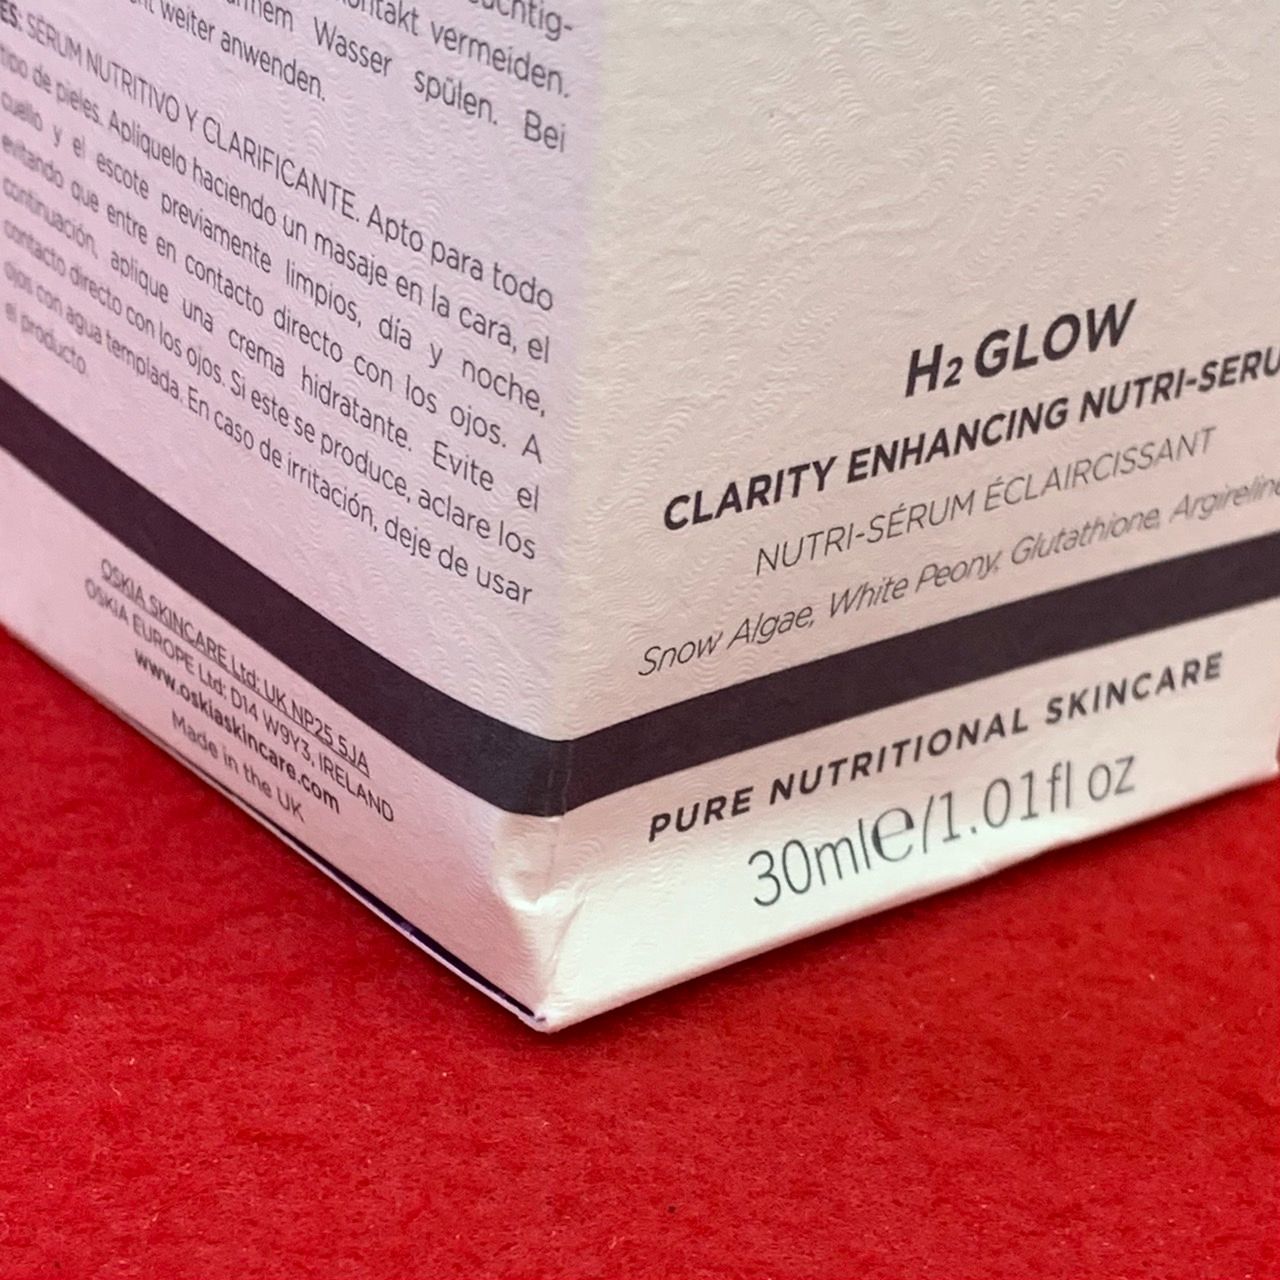 uchtig-
ontakt vermeiden.
Wasser spülen. Bei
weiter anwenden.
ES: SÉRUM NUTRITIVO Y CLARIFICANTE. Apto para todo
tipo de pieles. Aplíquelo haciendo un masaje en la cara, el
cuello y el escote previamente limpios, día y noche,
evitando que entre en contacto directo con los ojos. A
continuación, aplique una crema hidratante. Evite el
contacto directo con los ojos. Si este se produce, aclare los
ojos con agua templada. En caso de irritación, deje de usar
el producto.
OSKIA SKINCARE Ltd: UK NP25 5JA
OSKIA EUROPE Ltd: D14 W9Y3, IRELAND
www.oskiaskincare.com
Made in the UK
H2 GLOW
CLARITY ENHANCING NUTRI-SERU
NUTRI-SÉRUM ÉCLAIRCISSANT
Snow Algae, White Peony, Glutathione, Argireline
PURE NUTRITIONAL SKINCARE
30ml℮/1.01fl oz